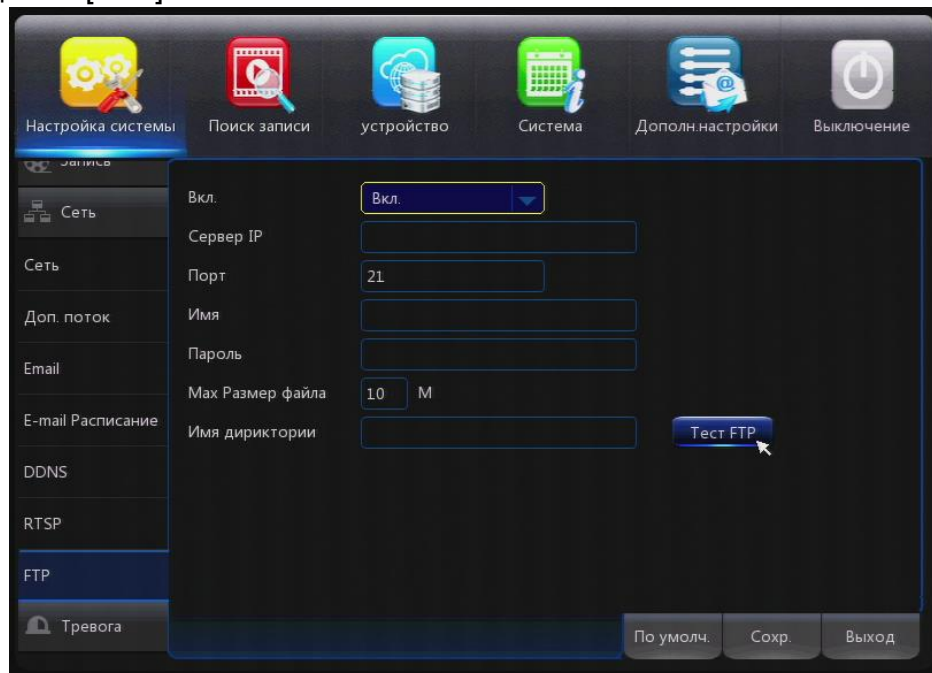 Настройка системы
Поиск записи
устройство
Система
Дополн.настройки
Выключение
Запись
Сеть
Сеть
Доп. поток
Email
E-mail Расписание
DDNS
RTSP
FTP
Тревога
Вкл. Вкл.
Сервер IP
Порт 21
Имя
Пароль
Max Размер файла 10 M
Имя дириктории Тест FTP
По умолч. Сохр. Выход